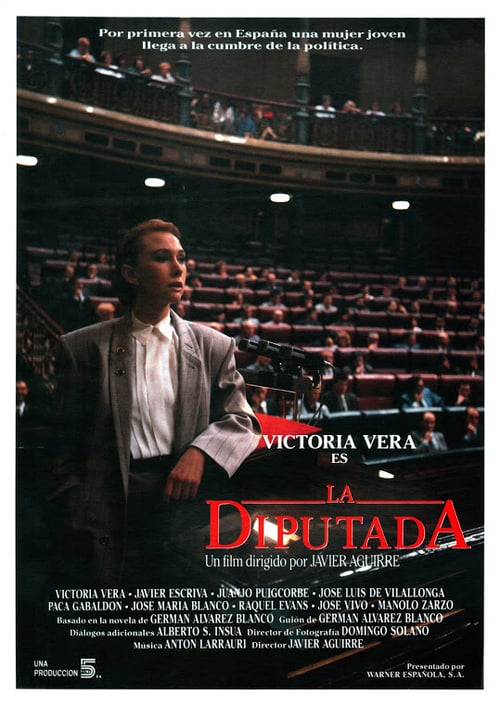 Por primera vez en España una mujer joven
llega a la cumbre de la política.
VICTORIA VERA
ES
LA
DIPUTADA
Un film dirigido por JAVIER AGUIRRE
VICTORIA VERA • JAVIER ESCRIVA • JUANJO PUIGCORBE • JOSE LUIS DE VILALLONGA
PACA GABALDON • JOSE MARIA BLANCO • RAQUEL EVANS • JOSE VIVO • MANOLO ZARZO
Basado en la novela de GERMAN ALVAREZ BLANCO Guión de GERMAN ALVAREZ BLANCO
Diálogos adicionales ALBERTO S. INSUA Director de Fotografía DOMINGO SOLANO
Música ANTON LARRAURI Director JAVIER AGUIRRE
UNA
PRODUCCION 5 S.A.
Presentado por
WARNER ESPAÑOLA, S.A.